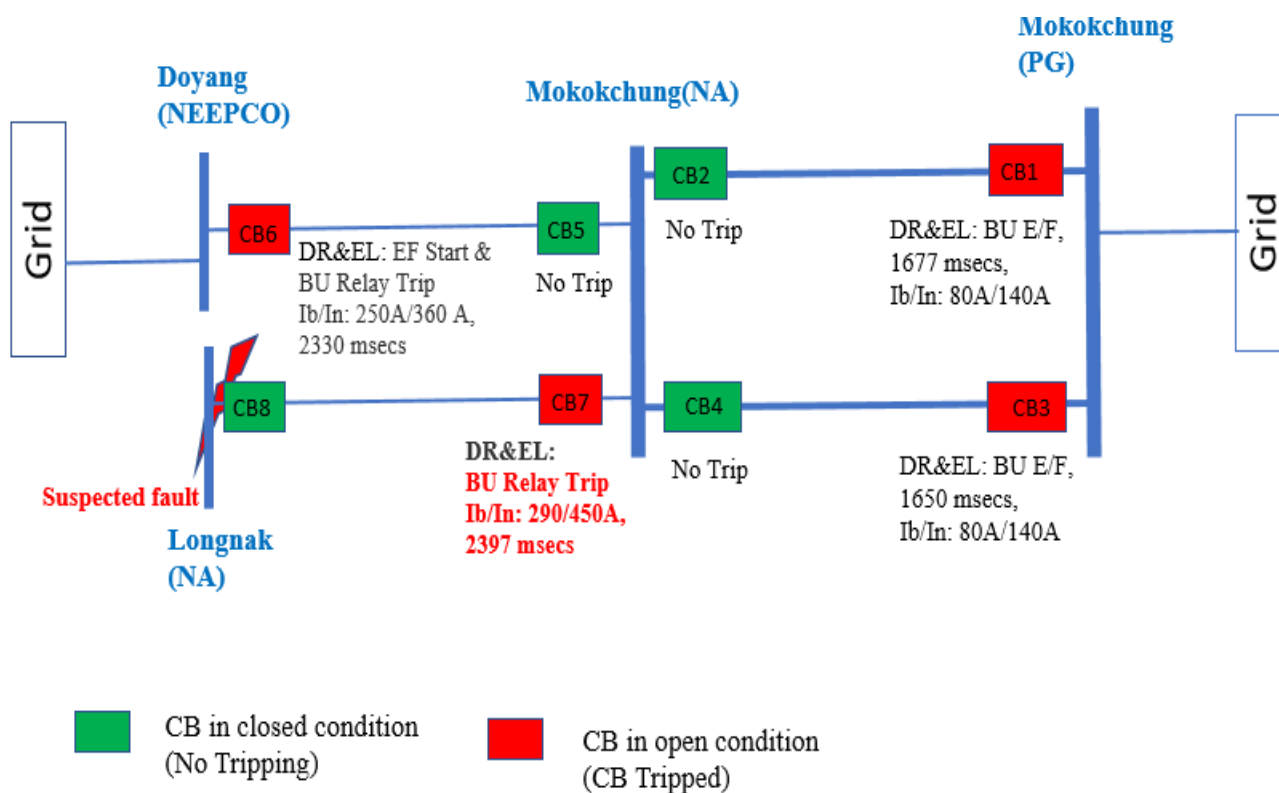 Mokokchung
(PG)
Doyang
(NEEPCO)
Mokokchung(NA)
Grid
Grid
CB6
CB5
CB2
CB1
DR&EL: EF Start &
BU Relay Trip
Ib/In: 250A/360 A,
2330 msecs
No Trip
No Trip
DR&EL: BU E/F,
1677 msecs,
Ib/In: 80A/140A
CB8
CB7
CB4
CB3
Suspected fault
Longnak
(NA)
DR&EL:
BU Relay Trip
Ib/In: 290/450A,
2397 msecs
No Trip
DR&EL: BU E/F,
1650 msecs,
Ib/In: 80A/140A
CB in closed condition
(No Tripping)
CB in open condition
(CB Tripped)